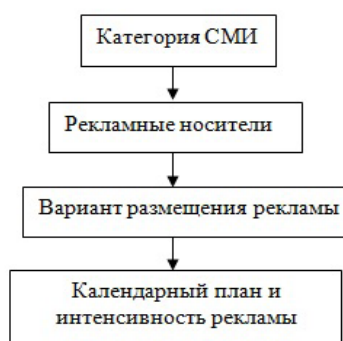 Категория СМИ
Рекламные носители
Вариант размещения рекламы
Календарный план и
интенсивность рекламы